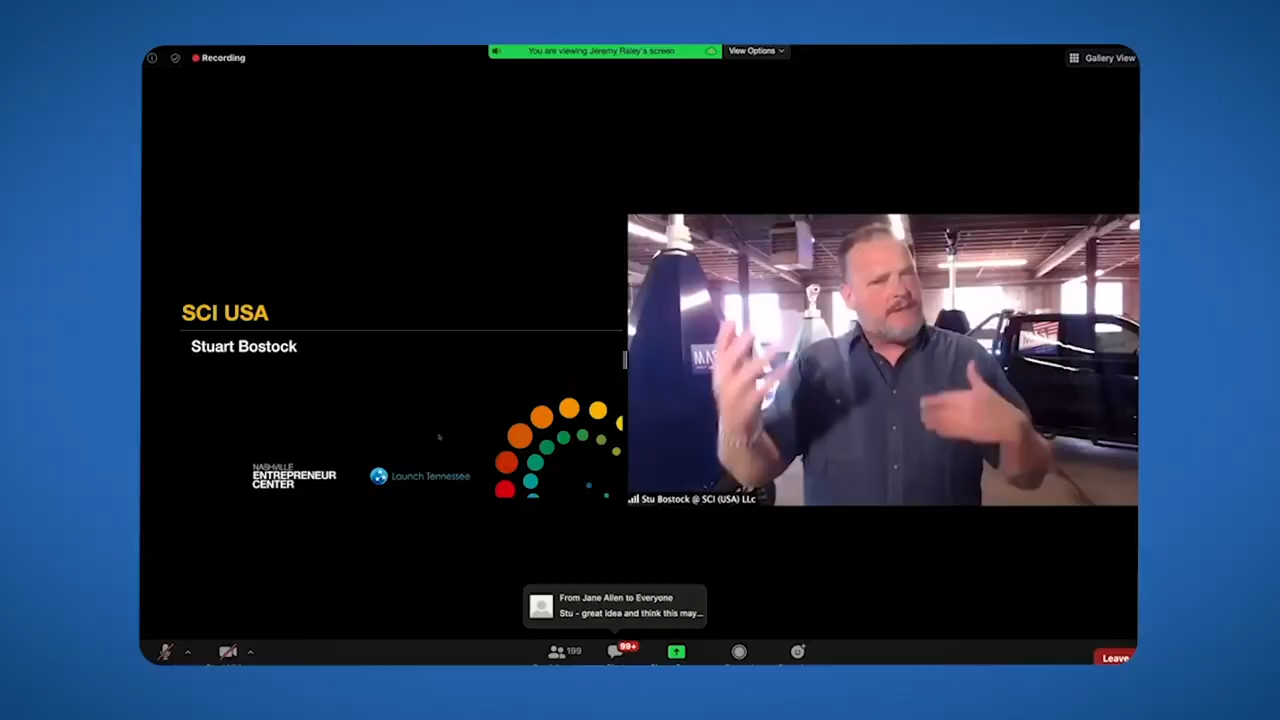 Recording
You are viewing Jeremy Raley's screen
View Options
Gallery View
SCI USA
Stuart Bostock
NASHVILLE
ENTREPRENEUR
CENTER
Launch Tennessee
Stu Bostock @ SCI (USA) LLc
From Jane Allen to Everyone
Stu - great idea and think this may...
199
99+
Leave